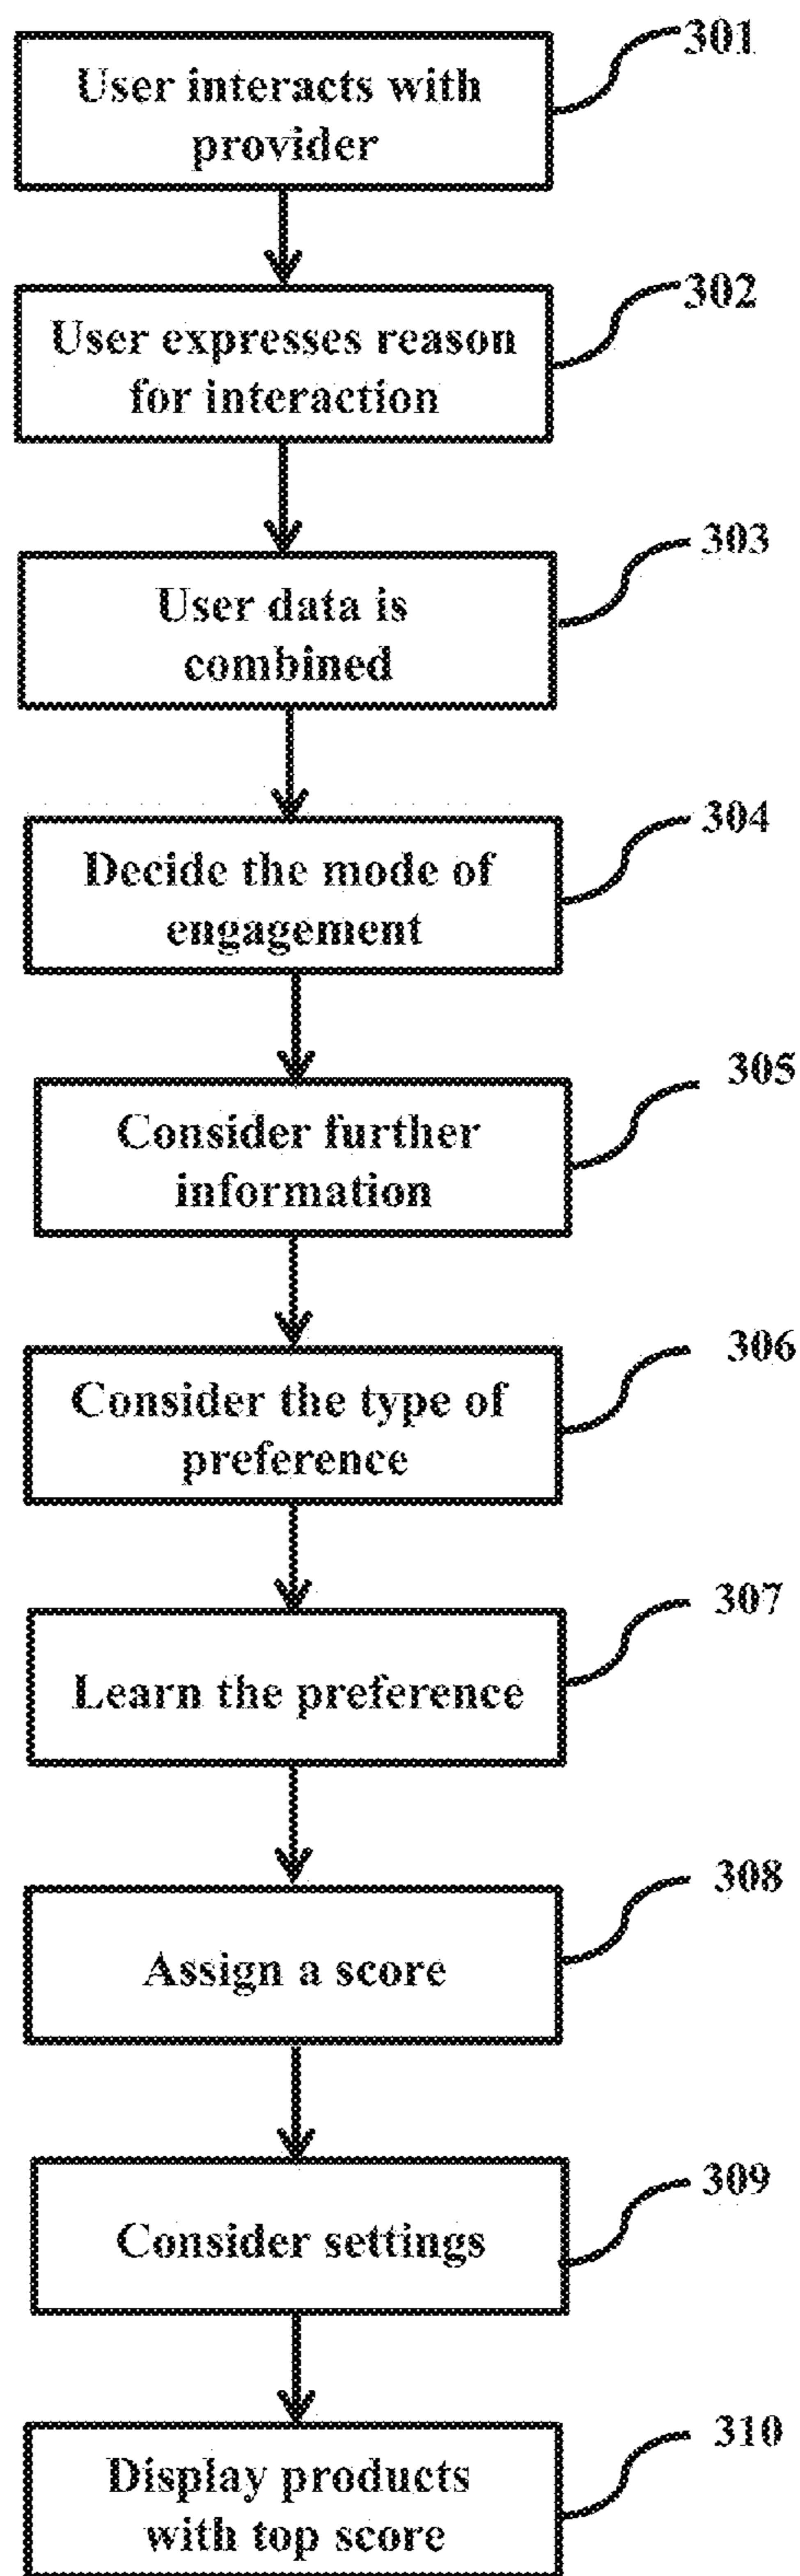 301
User interacts with
provider
302
User expresses reason
for interaction
303
User data is
combined
304
Decide the mode of
engagement
305
Consider further
information
306
Consider the type of
preference
307
Learn the preference
308
Assign a score
309
Consider settings
310
Display products
with top score